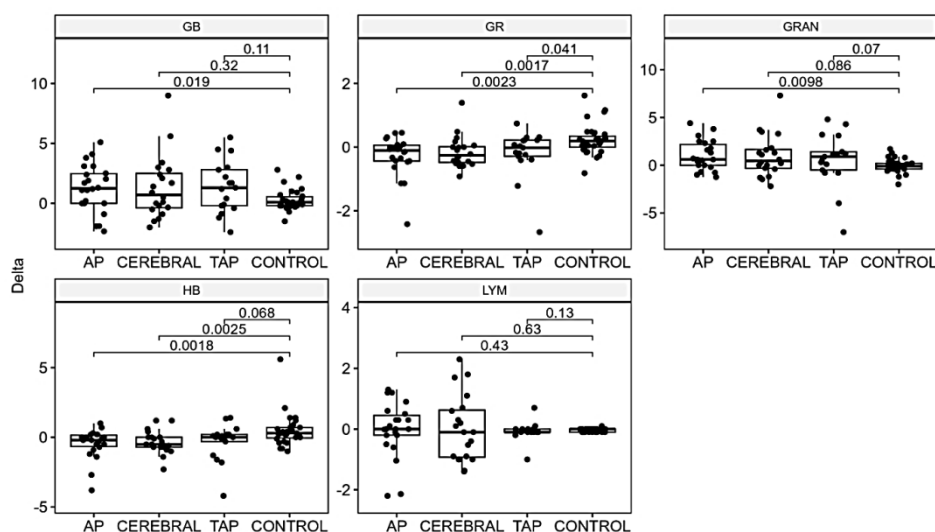 GB
GR
GRAN
0.11
0.32
0.019
10
5
0
0.041
0.0017
0.0023
2
0
-2
0.07
0.086
0.0098
10
5
0
-5
AP CEREBRAL TAP CONTROL
AP CEREBRAL TAP CONTROL
AP CEREBRAL TAP CONTROL
Delta
HB
LYM
0.068
0.0025
0.0018
5
0
-5
0.13
0.63
0.43
4
2
0
-2
AP CEREBRAL TAP CONTROL
AP CEREBRAL TAP CONTROL